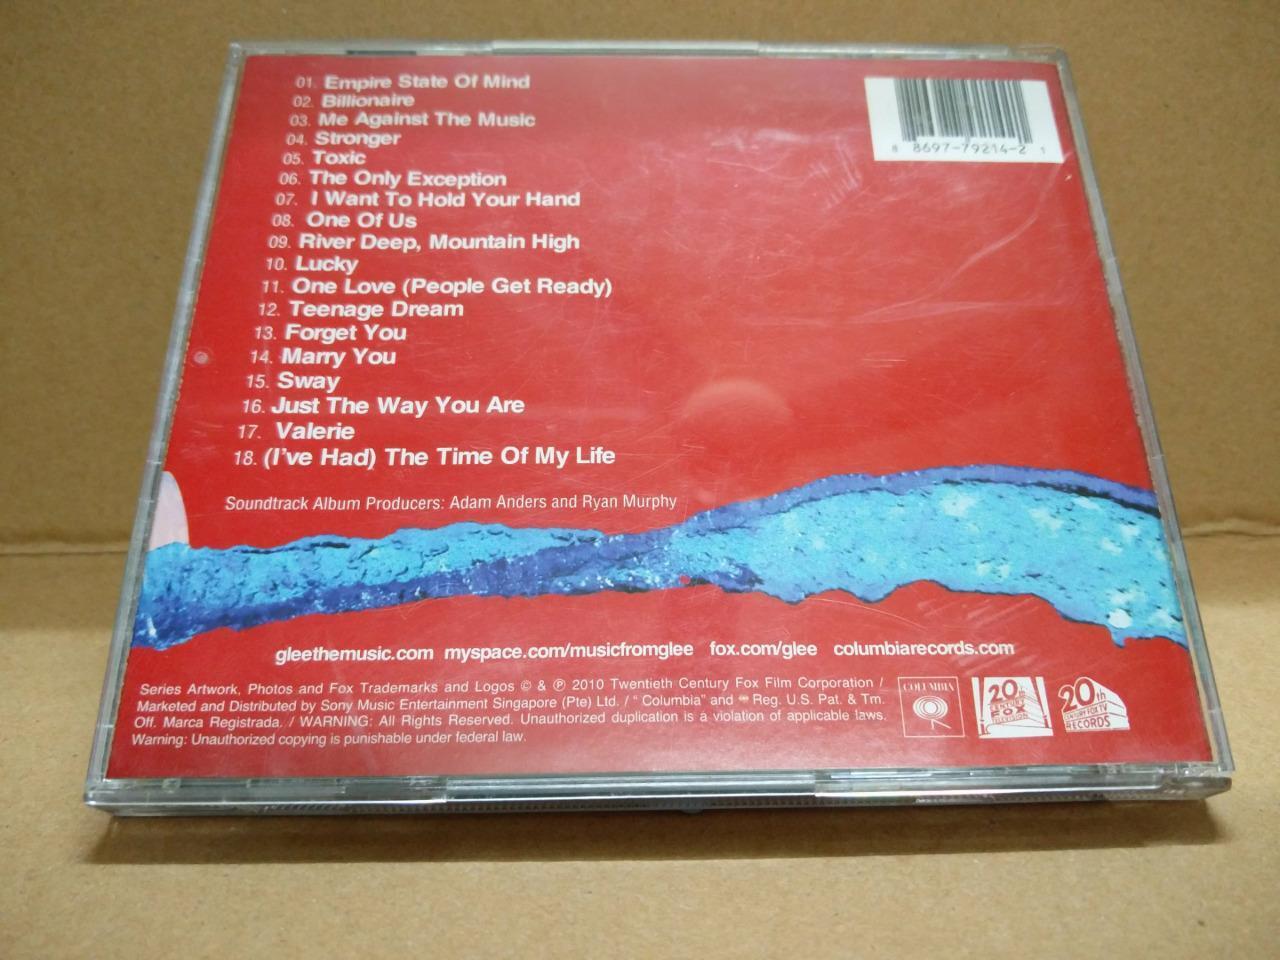 01. Empire State Of Mind
02. Billionaire
03. Me Against The Music
04. Stronger
05. Toxic
06. The Only Exception
07. I Want To Hold Your Hand
08. One Of Us
09. River Deep, Mountain High
10. Lucky
11. One Love (People Get Ready)
12. Teenage Dream
13. Forget You
14. Marry You
15. Sway
16. Just The Way You Are
17. Valerie
18. (I've Had) The Time Of My Life
8 8697-79214-2 1
Soundtrack Album Producers: Adam Anders and Ryan Murphy
gleethemusic.com myspace.com/musicfromglee fox.com/glee columbiarecords.com
Series Artwork, Photos and Fox Trademarks and Logos © & ℗ 2010 Twentieth Century Fox Film Corporation /
Marketed and Distributed by Sony Music Entertainment Singapore (Pte) Ltd. / " Columbia" and Reg. U.S. Pat. & Tm.
Off. Marca Registrada. / WARNING: All Rights Reserved. Unauthorized duplication is a violation of applicable laws.
Warning: Unauthorized copying is punishable under federal law.
COLUMBIA
20th
CENTURY
FOX
TELEVISION
20th
CENTURY FOX TV
RECORDS